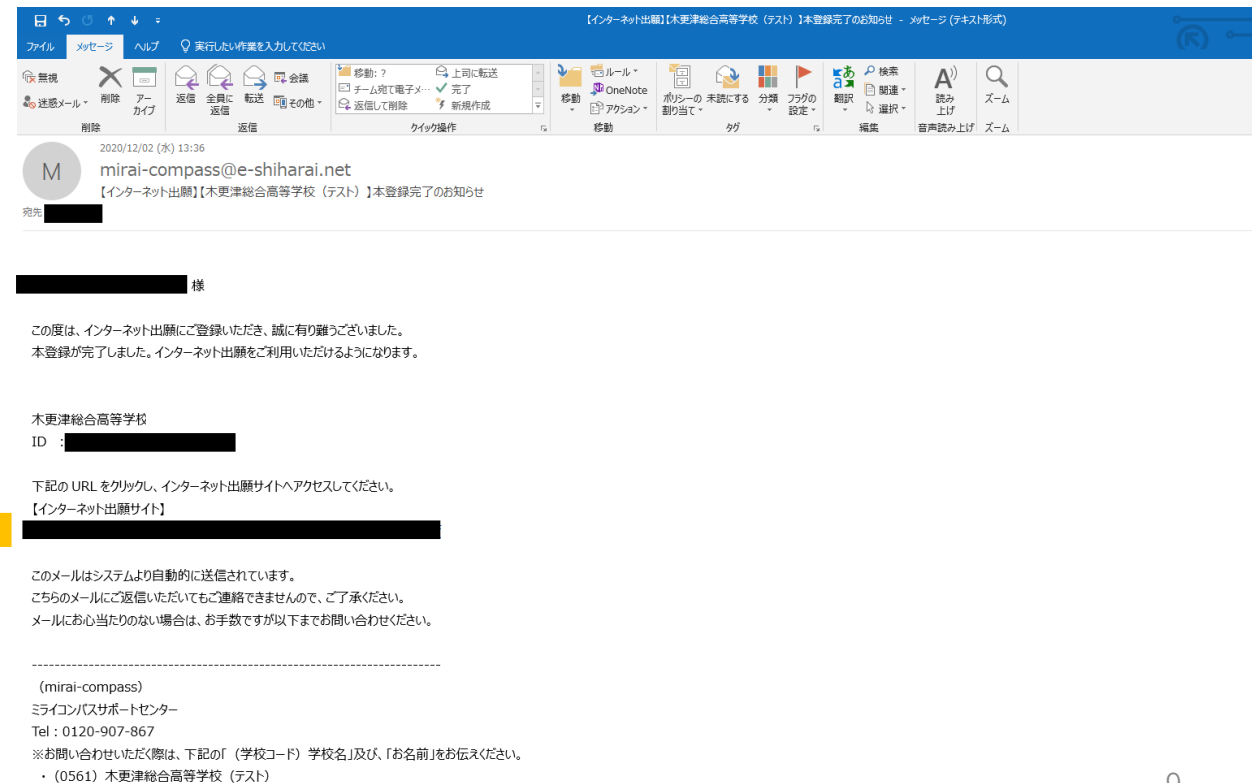 【インターネット出願】【木更津総合高等学校（テスト）】本登録完了のお知らせ - メッセージ (テキスト形式)
ファイル メッセージ ヘルプ 実行したい作業を入力してください
無視
迷惑メール
削除
アーカイブ
削除
返信
全員に返信
転送
会議
その他
返信
移動: ?
チーム宛て電子メ…
返信して削除
上司に転送
完了
新規作成
クイック操作
移動
ルール
OneNote
アクション
移動
ポリシーの割り当て
未読にする
分類
フラグの設定
タグ
あ
a
翻訳
検索
関連
選択
編集
A
読み上げ
音声読み上げ
ズーム
ズーム
2020/12/02 (水) 13:36
M
mirai-compass@e-shiharai.net
【インターネット出願】【木更津総合高等学校（テスト）】本登録完了のお知らせ
宛先
様
この度は、インターネット出願にご登録いただき、誠に有り難うございました。
本登録が完了しました。インターネット出願をご利用いただけるようになります。
木更津総合高等学校
ID :
下記の URL をクリックし、インターネット出願サイトへアクセスしてください。
【インターネット出願サイト】
このメールはシステムより自動的に送信されています。
こちらのメールにご返信いただいてもご連絡できませんので、ご了承ください。
メールにお心当たりのない場合は、お手数ですが以下までお問い合わせください。
------------------------------------------------------------------------
（mirai-compass）
ミライコンパスサポートセンター
Tel : 0120-907-867
※お問い合わせいただく際は、下記の「（学校コード）学校名」及び、「お名前」をお伝えください。
・（0561）木更津総合高等学校（テスト）